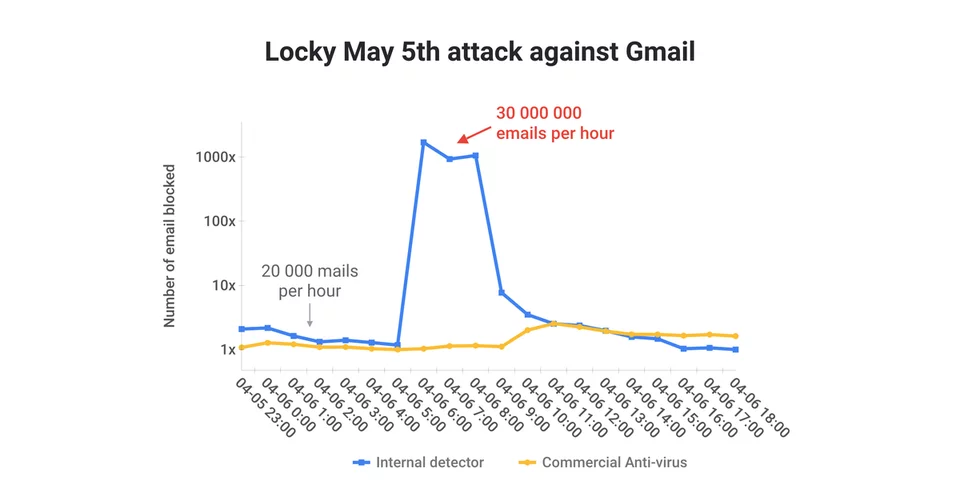 Locky May 5th attack against Gmail
30 000 000
emails per hour
1000x
100x
10x
1x
Number of email blocked
20 000 mails
per hour
04-05 23:00
04-06 0:00
04-06 1:00
04-06 2:00
04-06 3:00
04-06 4:00
04-06 5:00
04-06 6:00
04-06 7:00
04-06 8:00
04-06 9:00
04-06 10:00
04-06 11:00
04-06 12:00
04-06 13:00
04-06 14:00
04-06 15:00
04-06 16:00
04-06 17:00
04-06 18:00
Internal detector
Commercial Anti-virus